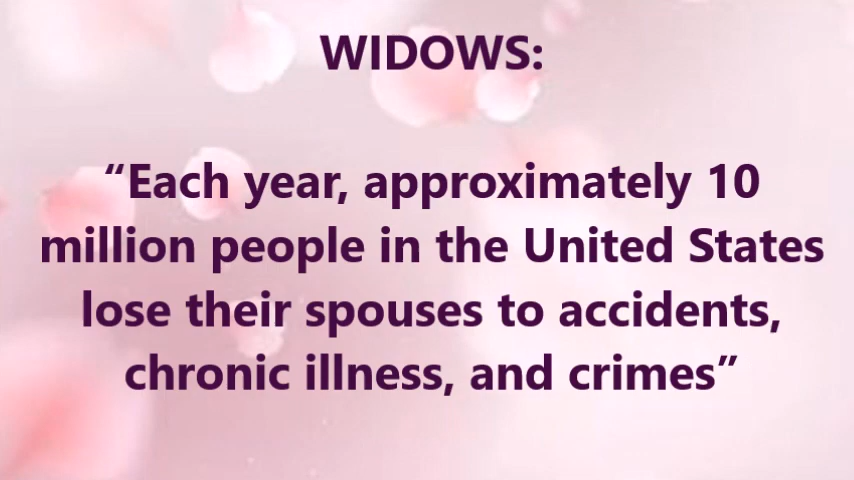 WIDOWS:
“Each year, approximately 10
million people in the United States
lose their spouses to accidents,
chronic illness, and crimes”